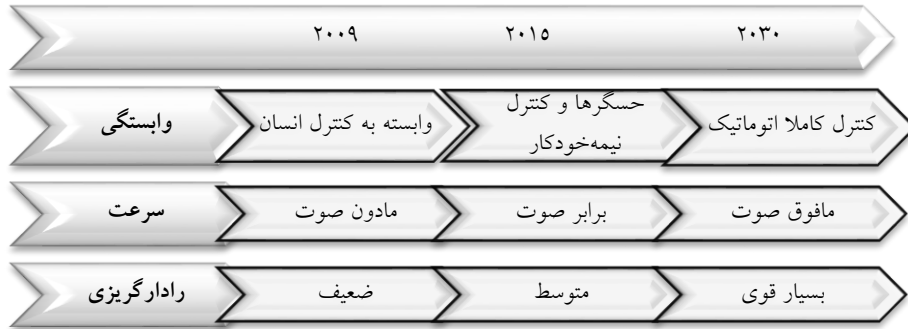 ۲۰۰۹ ۲۰۱۵ ۲۰۳۰
وابستگی
وابسته به کنترل انسان
حسگرها و کنترل
نیمه‌خودکار
کنترل کاملا اتوماتیک
سرعت
مادون صوت
برابر صوت
مافوق صوت
رادارگریزی
ضعیف
متوسط
بسیار قوی